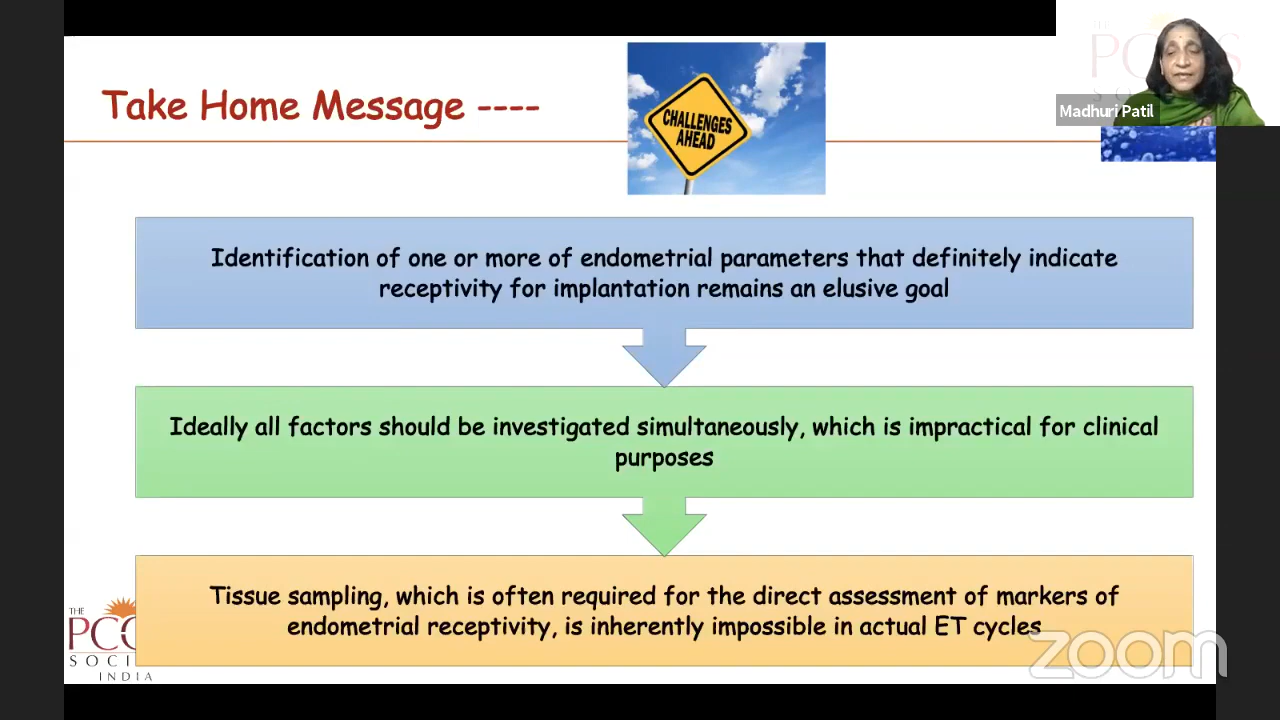 Take Home Message ----
CHALLENGES
AHEAD
Madhuri Patil
Identification of one or more of endometrial parameters that definitely indicate
receptivity for implantation remains an elusive goal
Ideally all factors should be investigated simultaneously, which is impractical for clinical
purposes
Tissue sampling, which is often required for the direct assessment of markers of
endometrial receptivity, is inherently impossible in actual ET cycles
THE
PCO
SOCI
INDIA
zoom